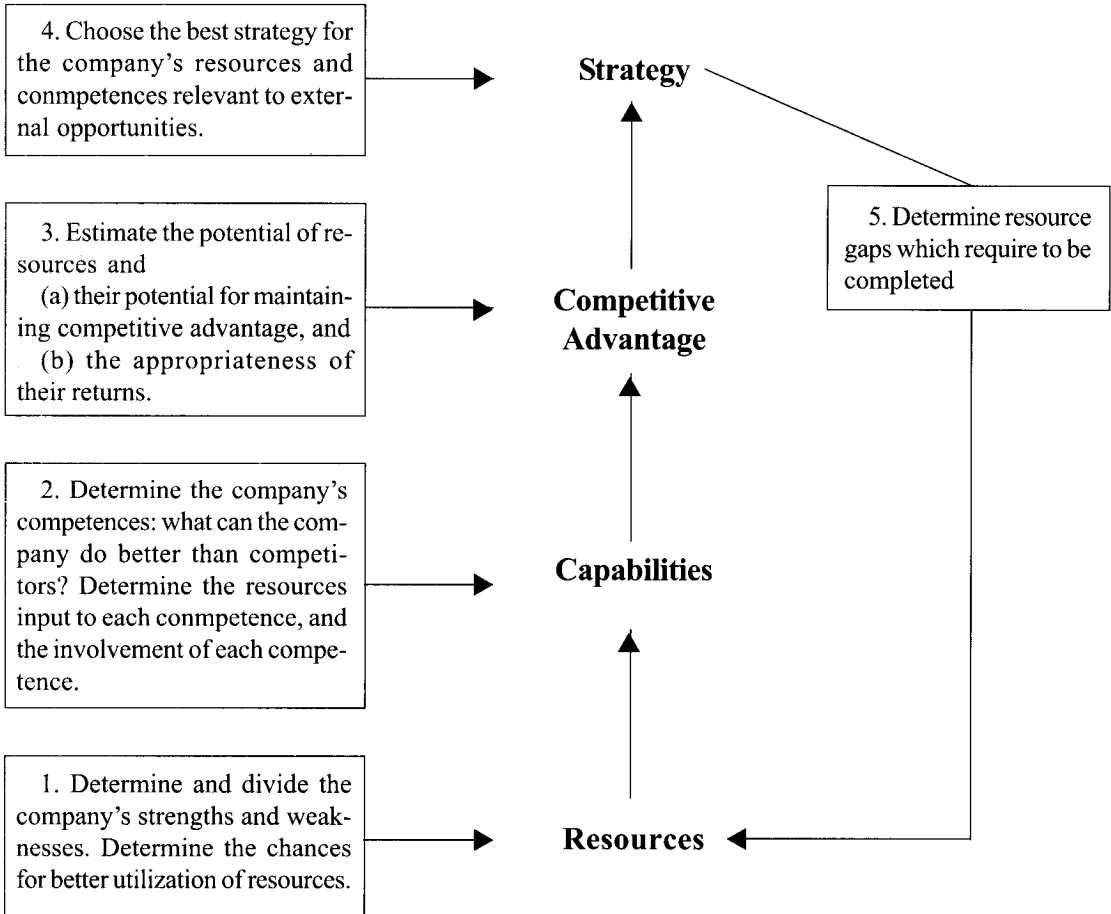 4. Choose the best strategy for
the company's resources and
conmpetences relevant to exter-
nal opportunities.
Strategy
5. Determine resource
gaps which require to be
completed
3. Estimate the potential of re-
sources and
(a) their potential for maintain-
ing competitive advantage, and
(b) the appropriateness of
their returns.
Competitive
Advantage
2. Determine the company's
competences: what can the com-
pany do better than competi-
tors? Determine the resources
input to each conmpetence, and
the involvement of each compe-
tence.
Capabilities
1. Determine and divide the
company's strengths and weak-
nesses. Determine the chances
for better utilization of resources.
Resources